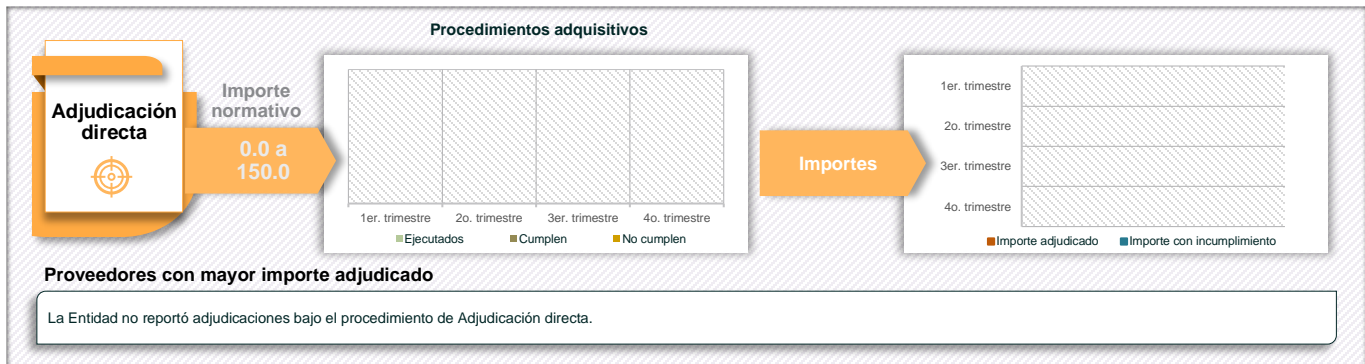 Procedimientos adquisitivos
Adjudicación
directa
Importe
normativo
0.0 a
150.0
1er. trimestre 2o. trimestre 3er. trimestre 4o. trimestre
Ejecutados Cumplen No cumplen
Importes
1er. trimestre
2o. trimestre
3er. trimestre
4o. trimestre
Importe adjudicado Importe con incumplimiento
Proveedores con mayor importe adjudicado
La Entidad no reportó adjudicaciones bajo el procedimiento de Adjudicación directa.